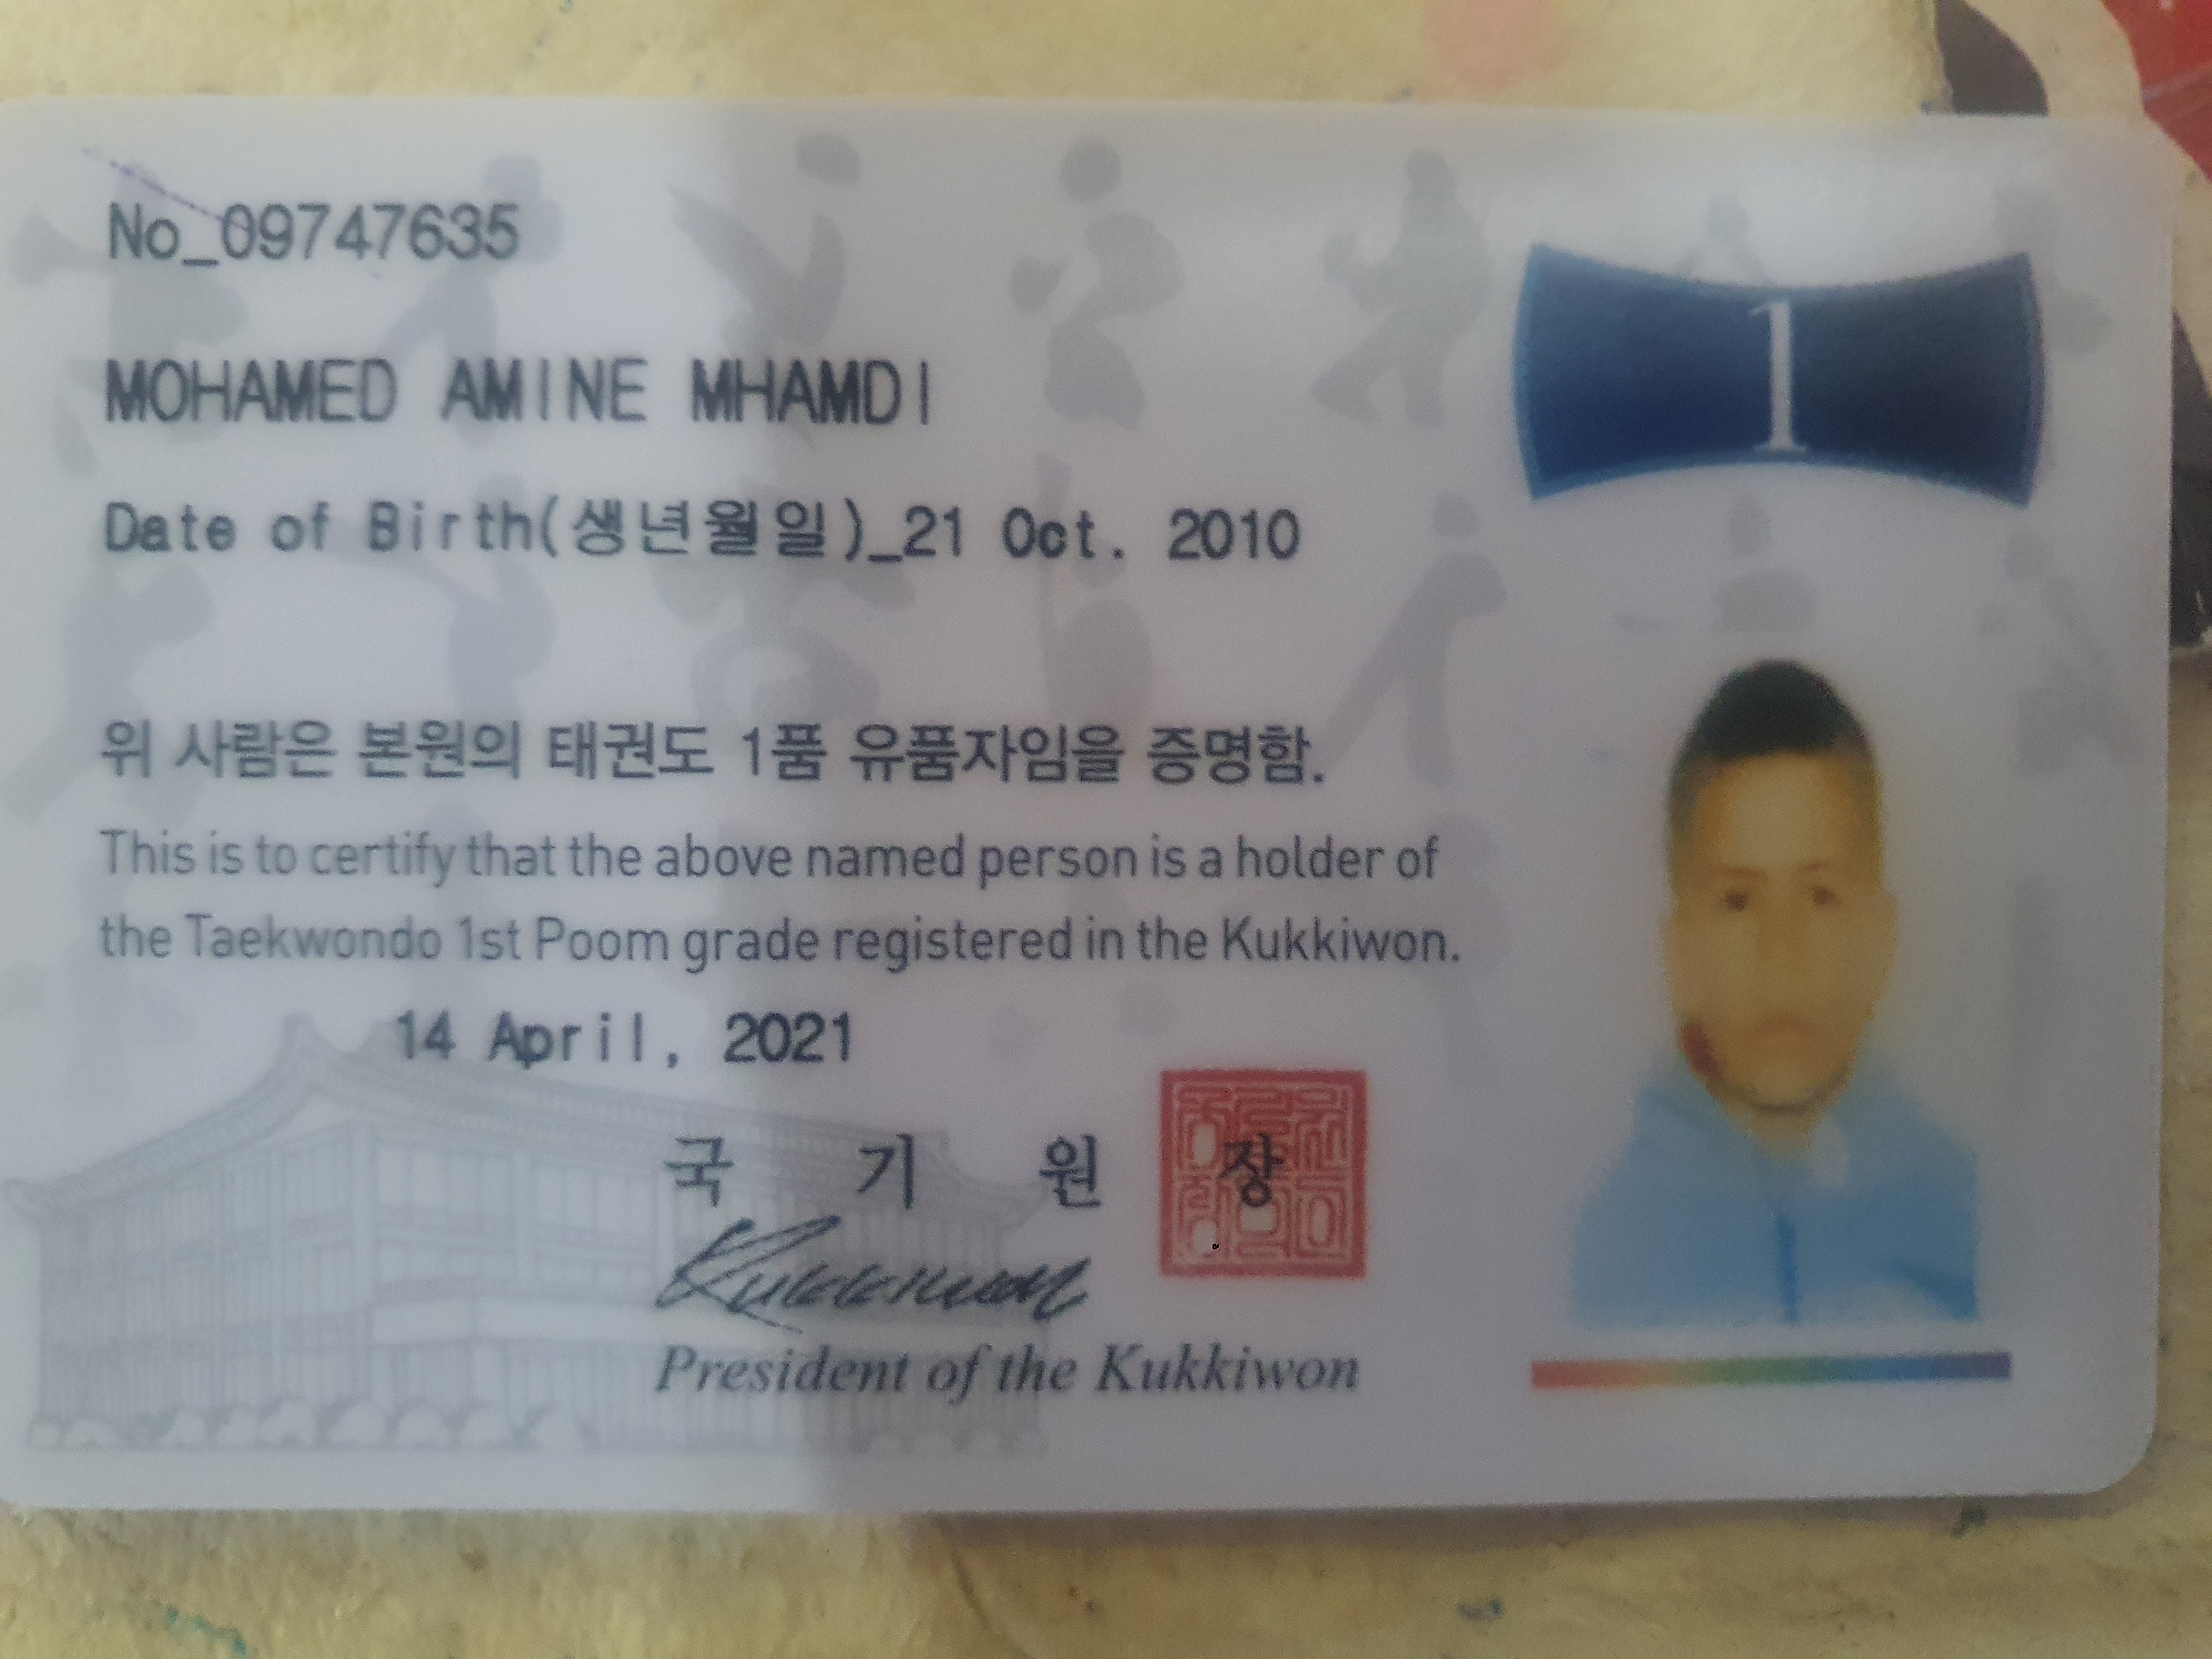 No_09747635
1
MOHAMED AMINE MHAMDI
Date of Birth(생년월일)_21 Oct. 2010
위 사람은 본원의 태권도 1품 유품자임을 증명함.
This is to certify that the above named person is a holder of
the Taekwondo 1st Poom grade registered in the Kukkiwon.
14 April, 2021
국 기 원 장
Kukkiwon
President of the Kukkiwon